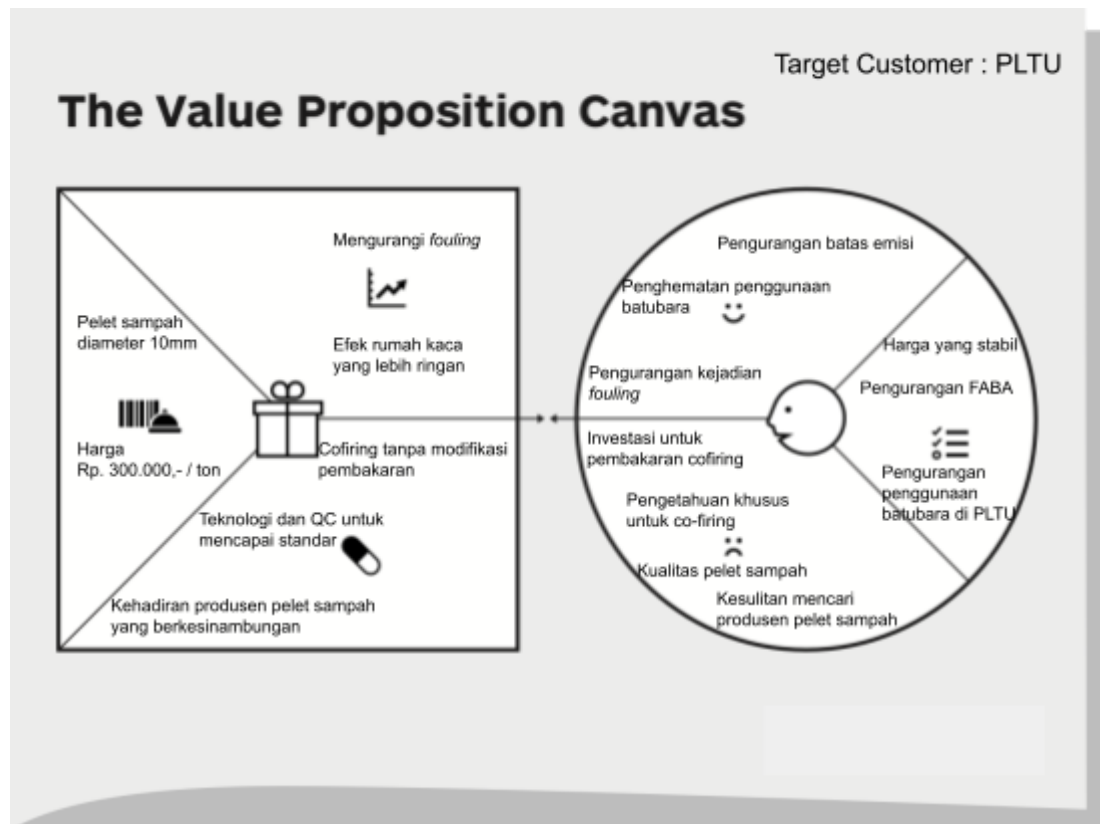 Target Customer : PLTU
The Value Proposition Canvas
Mengurangi fouling
Pelet sampah
diameter 10mm
Efek rumah kaca
yang lebih ringan
Harga
Rp. 300.000,- / ton
Cofiring tanpa modifikasi
pembakaran
Teknologi dan QC untuk
mencapai standar
Kehadiran produsen pelet sampah
yang berkesinambungan
Pengurangan batas emisi
Penghematan penggunaan
batubara
Pengurangan kejadian
fouling
Harga yang stabil
Pengurangan FABA
Pengurangan
penggunaan
batubara di PLTU
Investasi untuk
pembakaran cofiring
Pengetahuan khusus
untuk co-firing
Kualitas pelet sampah
Kesulitan mencari
produsen pelet sampah